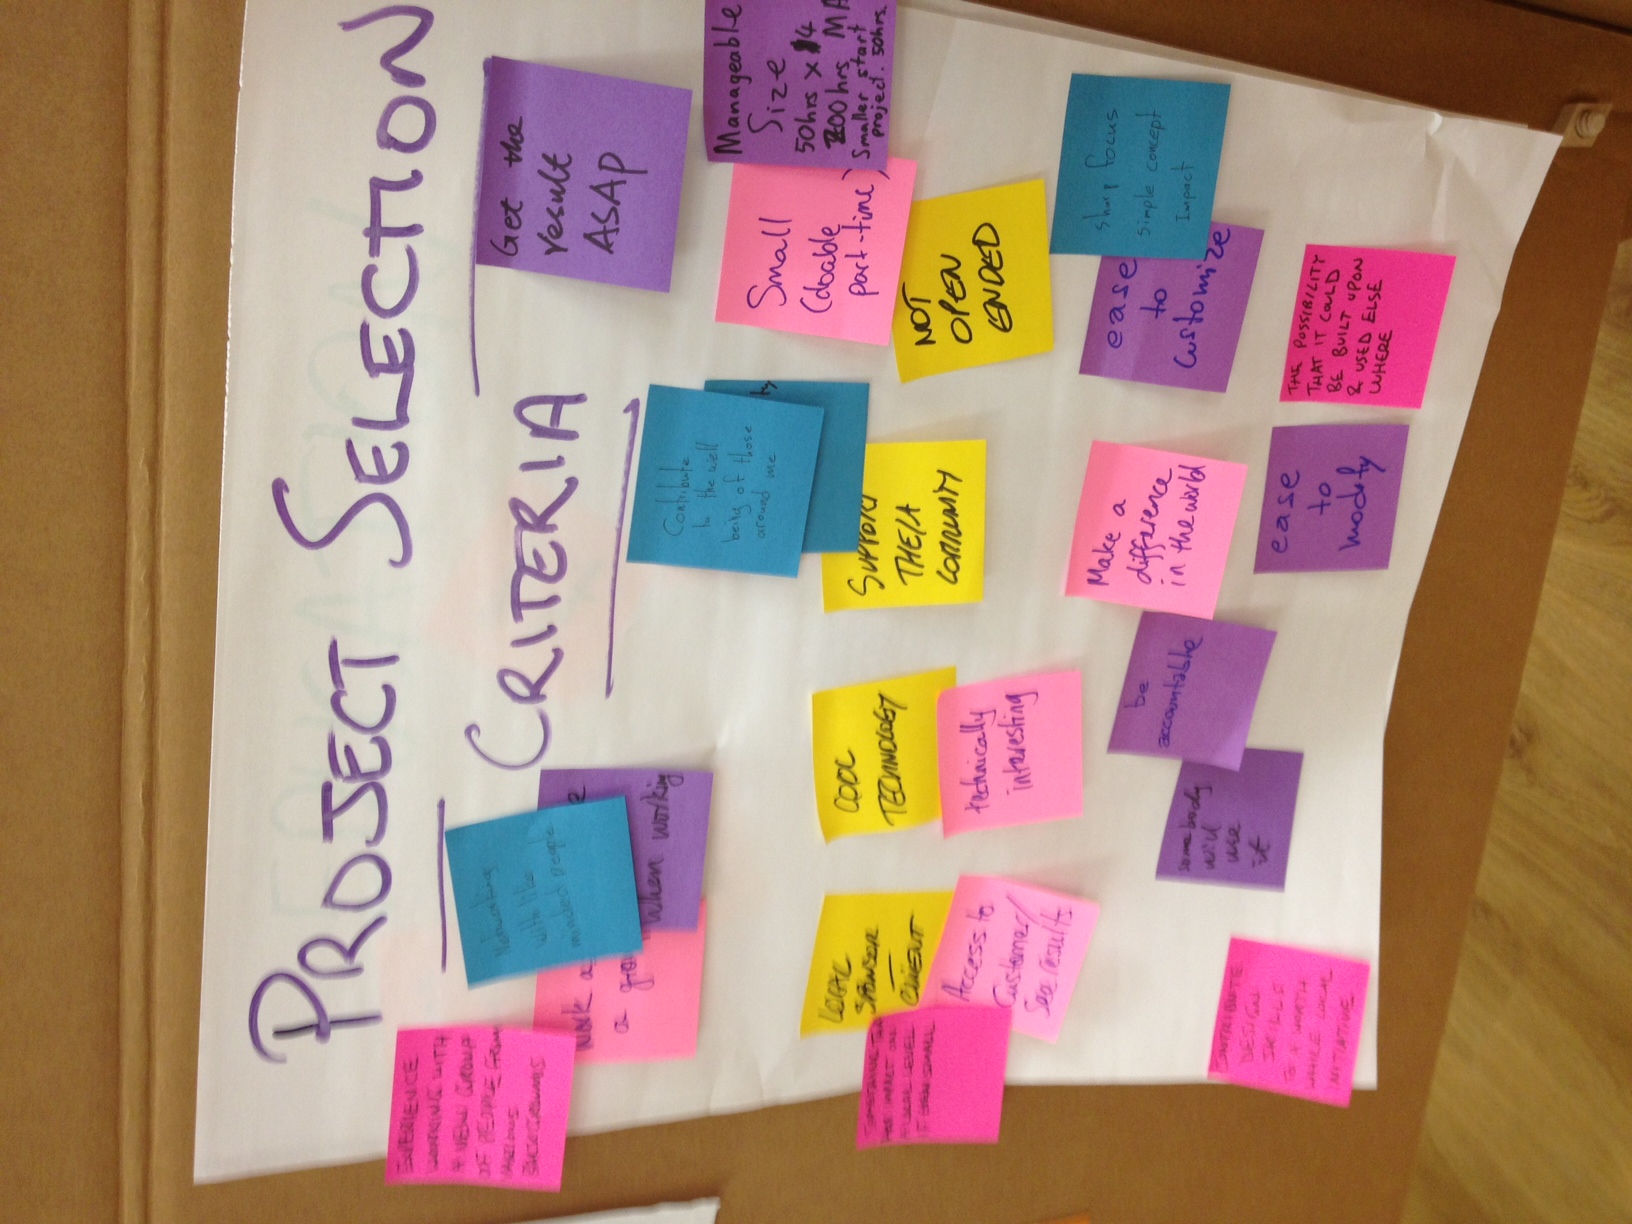 PROJECT SELECTION
CRITERIA
EXPERIENCE
WORKING WITH
A NEW GROUP
OF PEOPLE FROM
VARIOUS
BACKGROUNDS
Networking
with like
minded people
Work a
a gro
e
When working
Get the
result
ASAP
Contribute
to the well
being of those
around me
ty
Small
(doable
part-time)
Manageable
Size
50hrs x 4
200hrs MA
Smaller start
project. 50hrs.
LOCAL
SPONSOR
CLIENT
COOL
TECHNOLOGY
SUPPORT
THE/A
COMMUNITY
NOT
OPEN
ENDED
SOMETHING THA
HAS IMPACT ON
A LOCAL LEVEL
IF EVEN SMALL
Access to
Customer/
See results
technically
interesting
somebody
will
use
it
be
accountable
Make a
difference
in the world
ease
to
customize
sharp focus
simple concept
Impact
CONTRIBUTE
DESIGN
SKILLS
TO A WORTH
WHILE LOCAL
INITIATIVE
ease
to
modify
THE POSSIBILITY
THAT IT COULD
BE BUILT UPON
& USED ELSE
WHERE